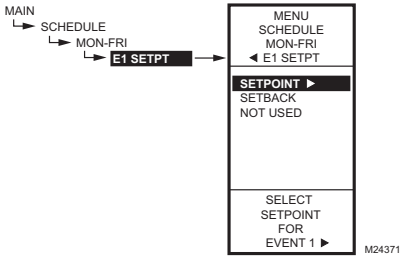 MAIN
SCHEDULE
MON-FRI
E1 SETPT
MENU
SCHEDULE
MON-FRI
◄ E1 SETPT
SETPOINT ►
SETBACK
NOT USED
SELECT
SETPOINT
FOR
EVENT 1 ►
M24371